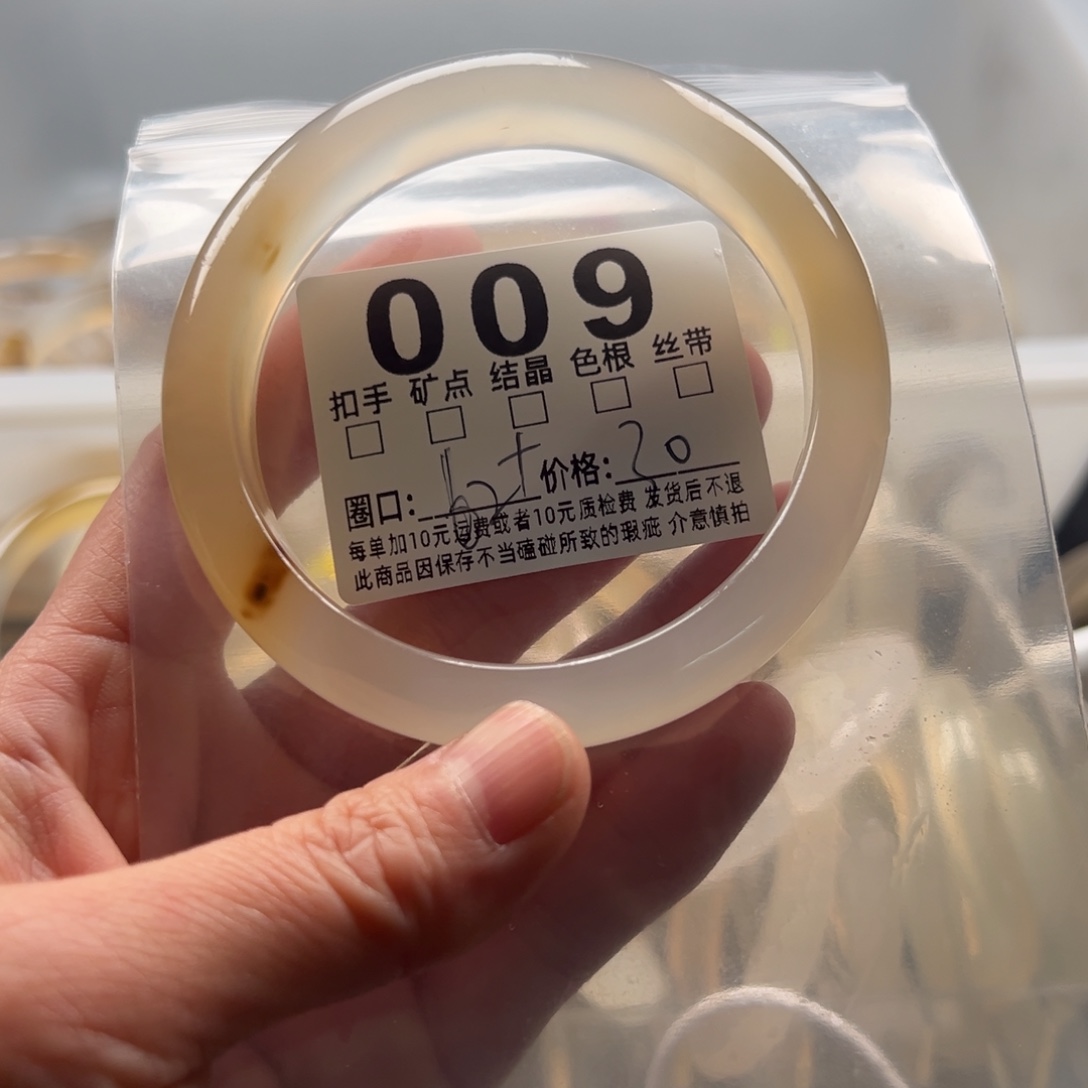 009
扣手 矿点 结晶 色根 丝带
圈口: 62+ 价格: 30
每单加10元运费或者10元质检费 发货后不退
此商品因保存不当磕碰所致的瑕疵 介意慎拍